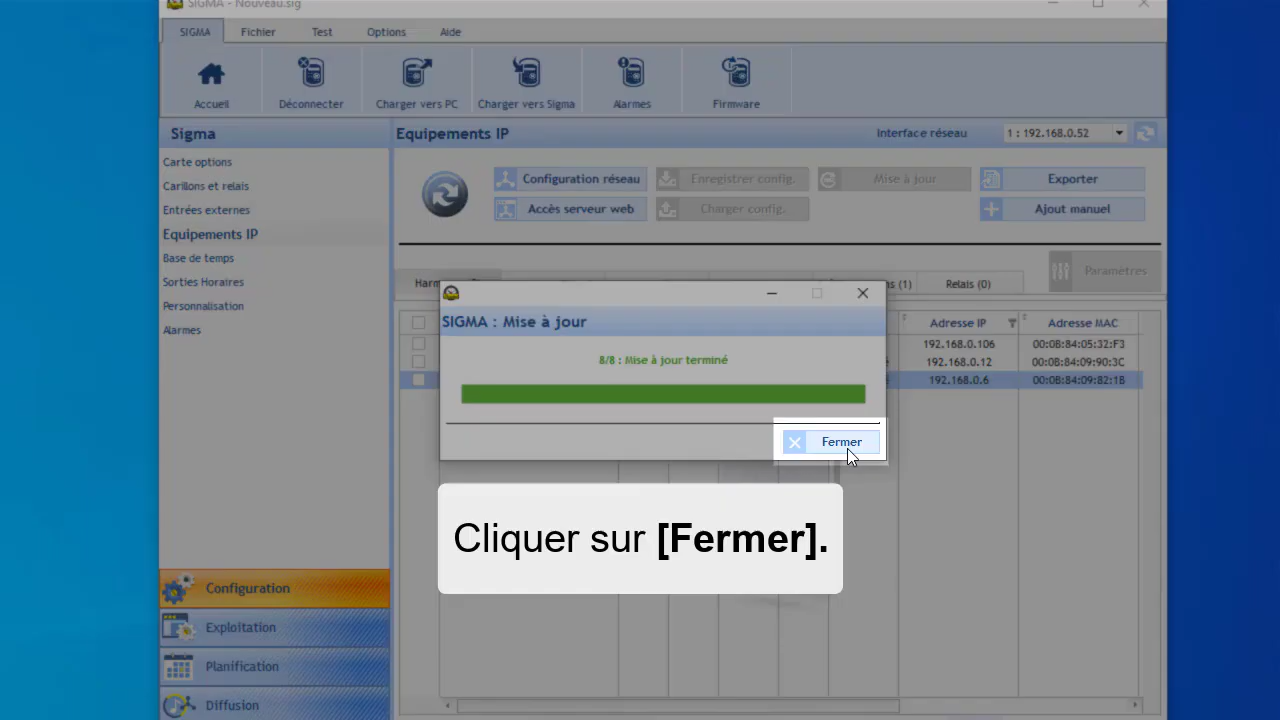 SIGMA - Nouveau.sig
SIGMA Fichier Test Options Aide
Accueil Déconnecter Charger vers PC Charger vers Sigma Alarmes Firmware
Sigma
Carte options
Carillons et relais
Entrées externes
Equipements IP
Base de temps
Sorties Horaires
Personnalisation
Alarmes
Configuration
Exploitation
Planification
Diffusion
Equipements IP Interface réseau 1 : 192.168.0.52
Configuration réseau Enregistrer config. Mise à jour Exporter
Accès serveur web Charger config. Ajout manuel
Paramètres
(1) Relais (0)
Adresse IP Adresse MAC
192.168.0.106 00:0B:84:05:32:F3
192.168.0.12 00:0B:84:09:90:3C
192.168.0.6 00:0B:84:09:82:1B
SIGMA : Mise à jour
8/8 : Mise à jour terminé
Fermer
Cliquer sur [Fermer].